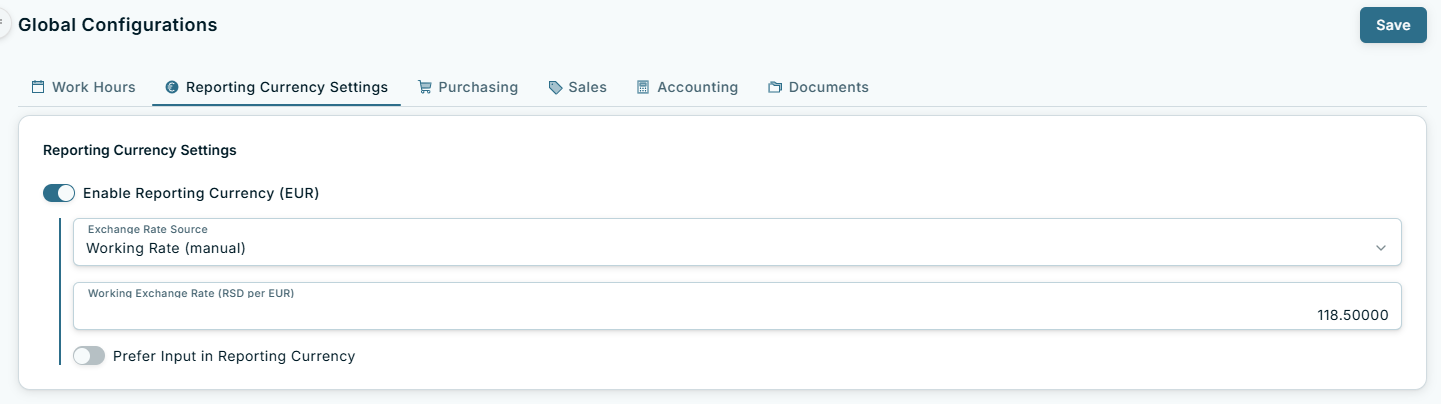 Global Configurations
Save
Work Hours
Reporting Currency Settings
Purchasing
Sales
Accounting
Documents
Reporting Currency Settings
Enable Reporting Currency (EUR)
Exchange Rate Source
Working Rate (manual)
Working Exchange Rate (RSD per EUR)
118.50000
Prefer Input in Reporting Currency